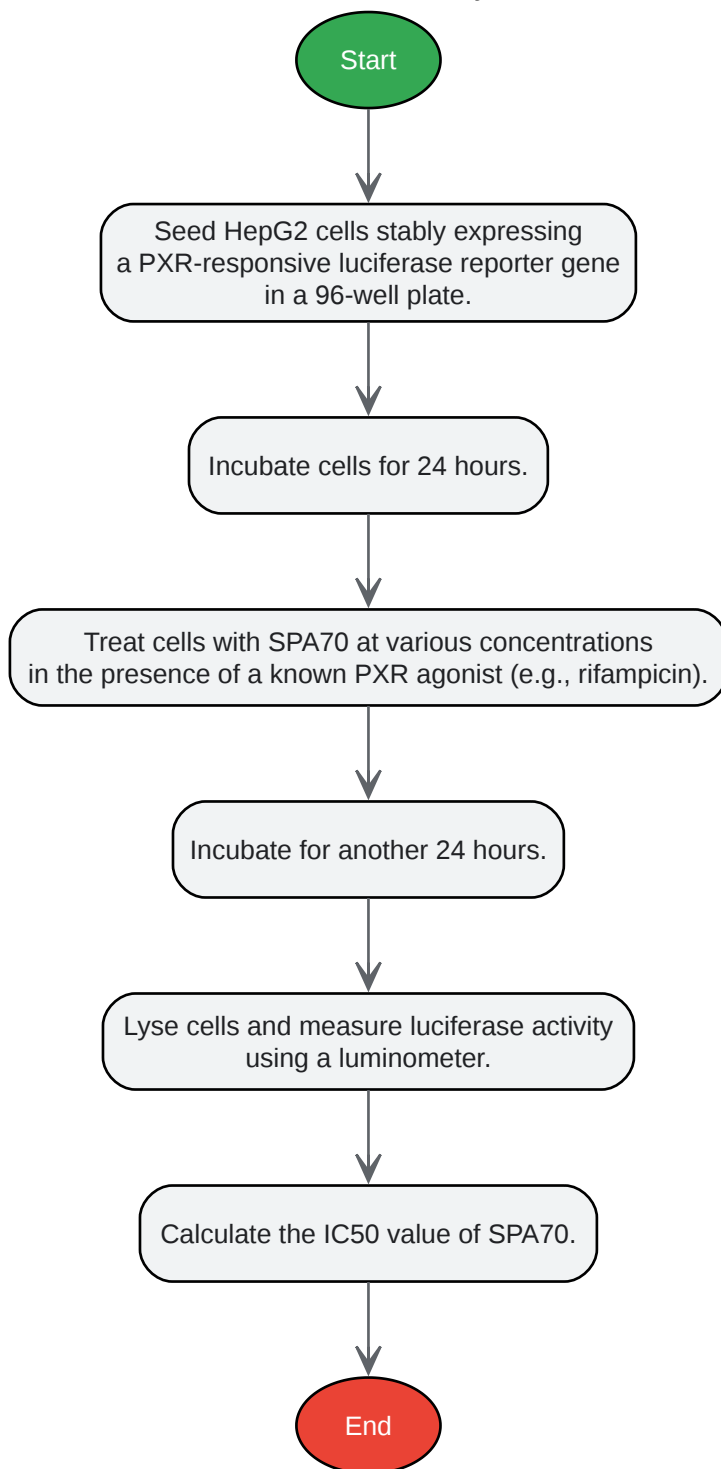 Start
Seed HepG2 cells stably expressing
a PXR-responsive luciferase reporter gene
in a 96-well plate.
Incubate cells for 24 hours.
Treat cells with SPA70 at various concentrations
in the presence of a known PXR agonist (e.g., rifampicin).
Incubate for another 24 hours.
Lyse cells and measure luciferase activity
using a luminometer.
Calculate the IC50 value of SPA70.
End